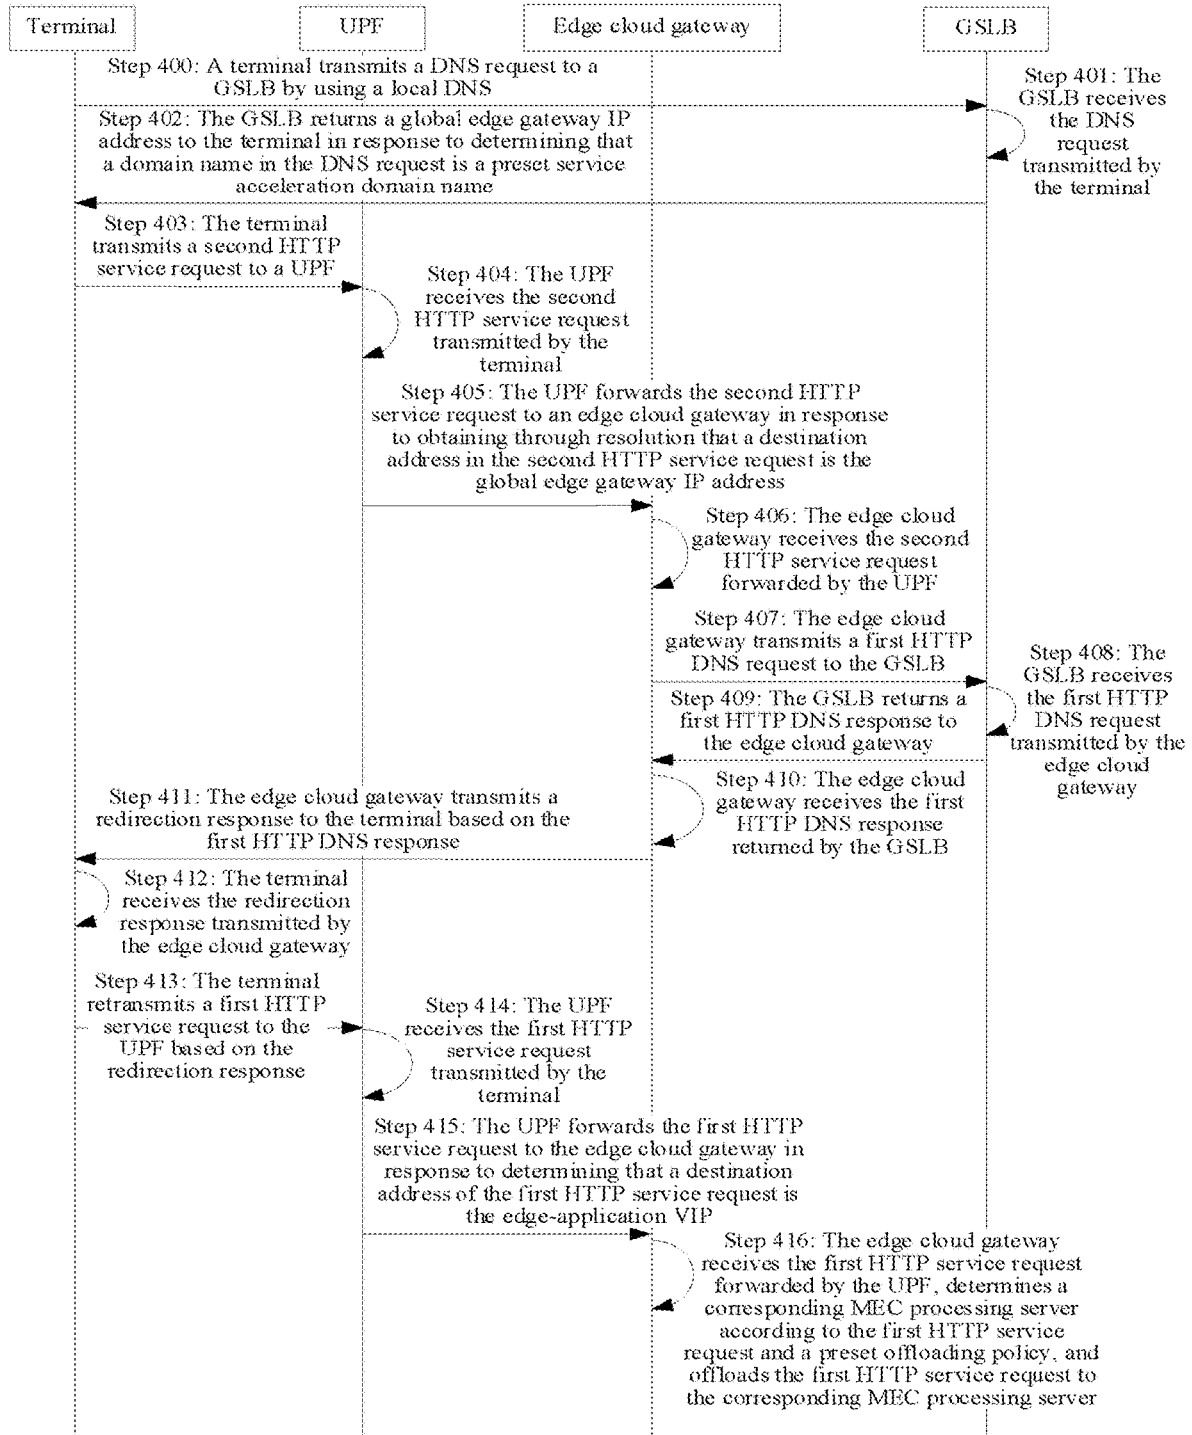 Terminal
UPF
Edge cloud gateway
GSLB
Step 400: A terminal transmits a DNS request to a
GSLB by using a local DNS
Step 401: The
GSLB receives
the DNS
request
transmitted by
the terminal
Step 402: The GSLB returns a global edge gateway IP
address to the terminal in response to determining that
a domain name in the DNS request is a preset service
acceleration domain name
Step 403: The terminal
transmits a second HTTP
service request to a UPF
Step 404: The UPF
receives the second
HTTP service request
transmitted by the
terminal
Step 405: The UPF forwards the second HTTP
service request to an edge cloud gateway in response
to obtaining through resolution that a destination
address in the second HTTP service request is the
global edge gateway IP address
Step 406: The edge cloud
gateway receives the second
HTTP service request
forwarded by the UPF
Step 407: The edge cloud
gateway transmits a first HTTP
DNS request to the GSLB
Step 408: The
GSLB receives
the first HTTP
DNS request
transmitted by the
edge cloud
gateway
Step 409: The GSLB returns a
first HTTP DNS response to
the edge cloud gateway
Step 410: The edge cloud
gateway receives the first
HTTP DNS response
returned by the GSLB
Step 411: The edge cloud gateway transmits a
redirection response to the terminal based on the
first HTTP DNS response
Step 412: The terminal
receives the redirection
response transmitted by
the edge cloud gateway
Step 413: The terminal
retransmits a first HTTP
service request to the
UPF based on the
redirection response
Step 414: The UPF
receives the first HTTP
service request
transmitted by the
terminal
Step 415: The UPF forwards the first HTTP
service request to the edge cloud gateway in
response to determining that a destination
address of the first HTTP service request is
the edge-application VIP
Step 416: The edge cloud gateway
receives the first HTTP service request
forwarded by the UPF, determines a
corresponding MEC processing server
according to the first HTTP service
request and a preset offloading policy, and
offloads the first HTTP service request to
the corresponding MEC processing server